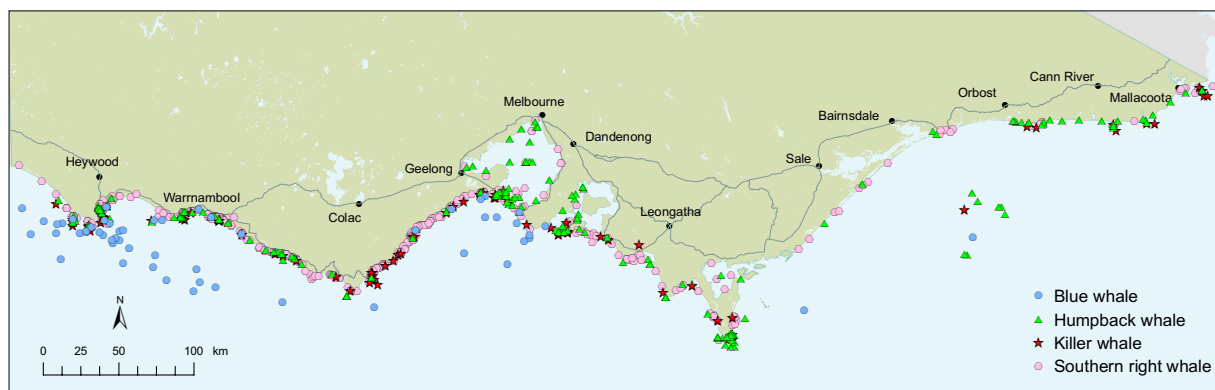 Cann River
Orbost
Mallacoota
Melbourne
Bairnsdale
Dandenong
Heywood
Geelong
Sale
Warrnambool
Colac
Leongatha
N
0 25 50 100 km
Blue whale
Humpback whale
Killer whale
Southern right whale